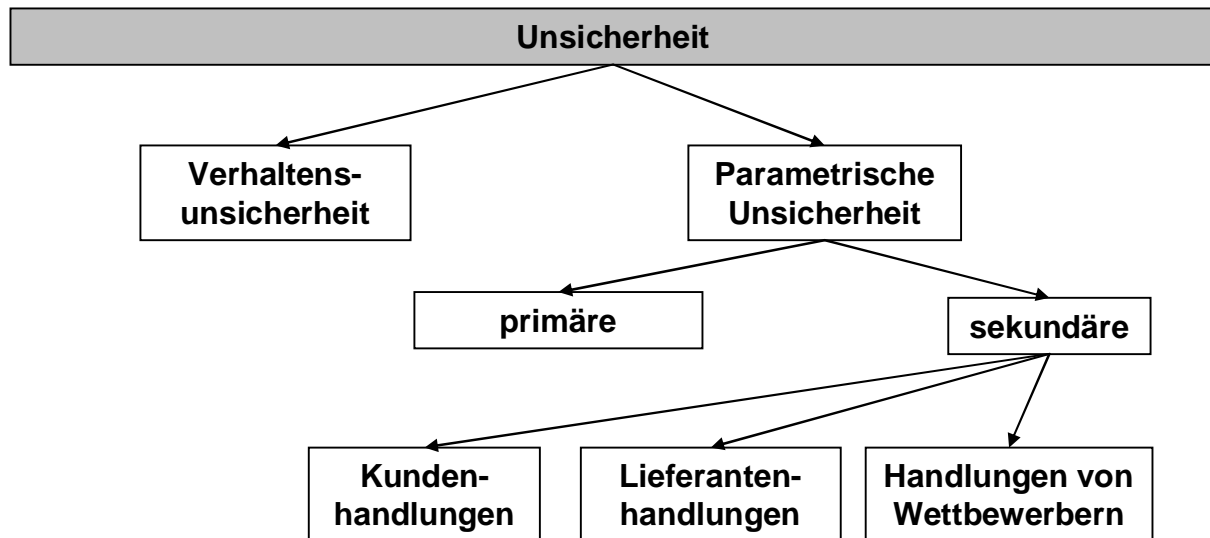 Unsicherheit
Verhaltens-
unsicherheit
Parametrische
Unsicherheit
primäre
sekundäre
Kunden-
handlungen
Lieferanten-
handlungen
Handlungen von
Wettbewerbern